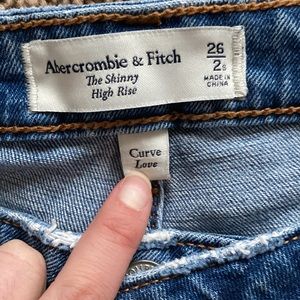 Abercrombie & Fitch
The Skinny
High Rise
26
2S
MADE IN
CHINA
Curve
Love